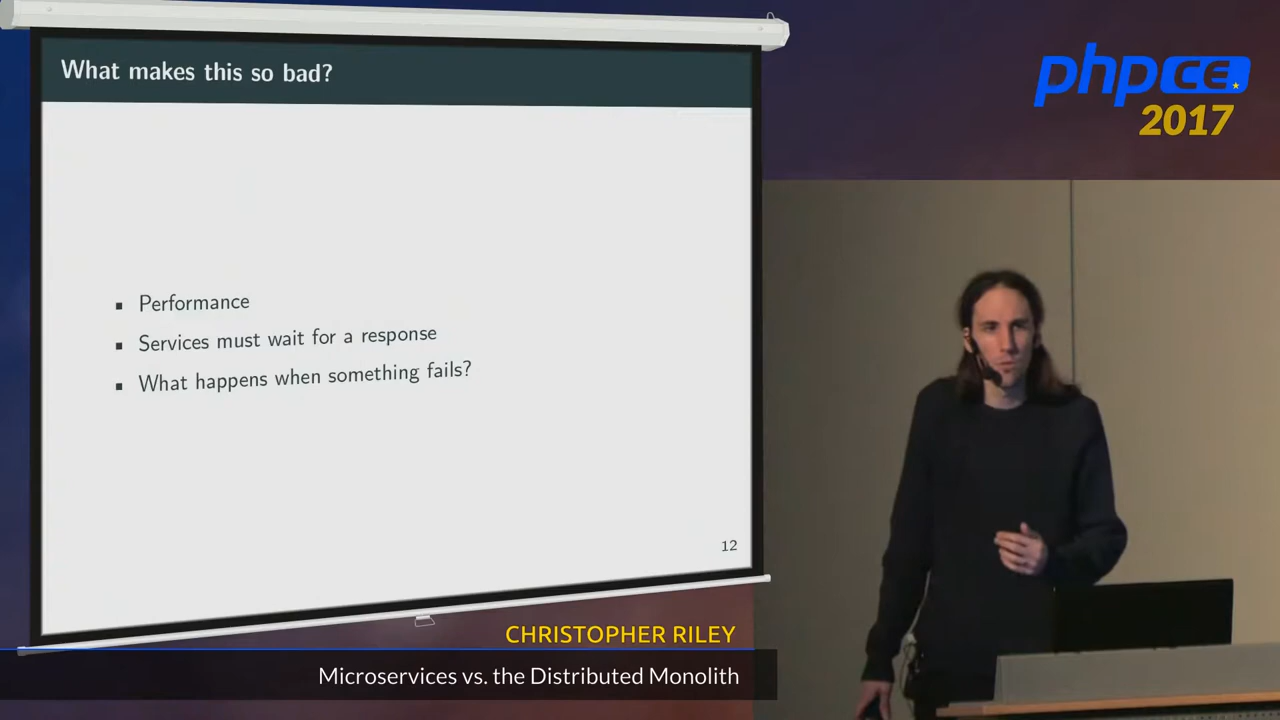 What makes this so bad?
▪ Performance
▪ Services must wait for a response
▪ What happens when something fails?
12
phpCE
2017
CHRISTOPHER RILEY
Microservices vs. the Distributed Monolith